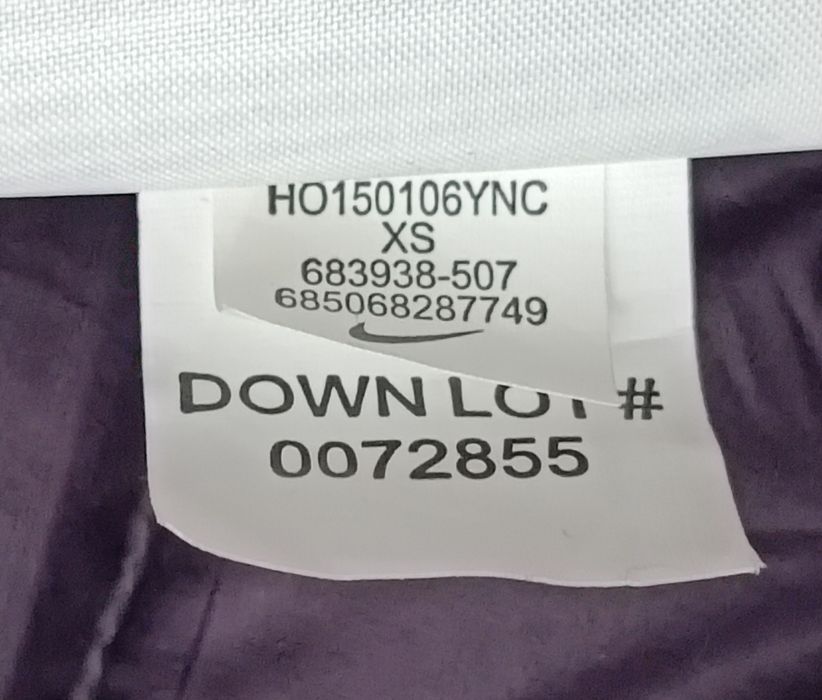 HO150106YNC
XS
683938-507
685068287749
DOWN LOT #
0072855